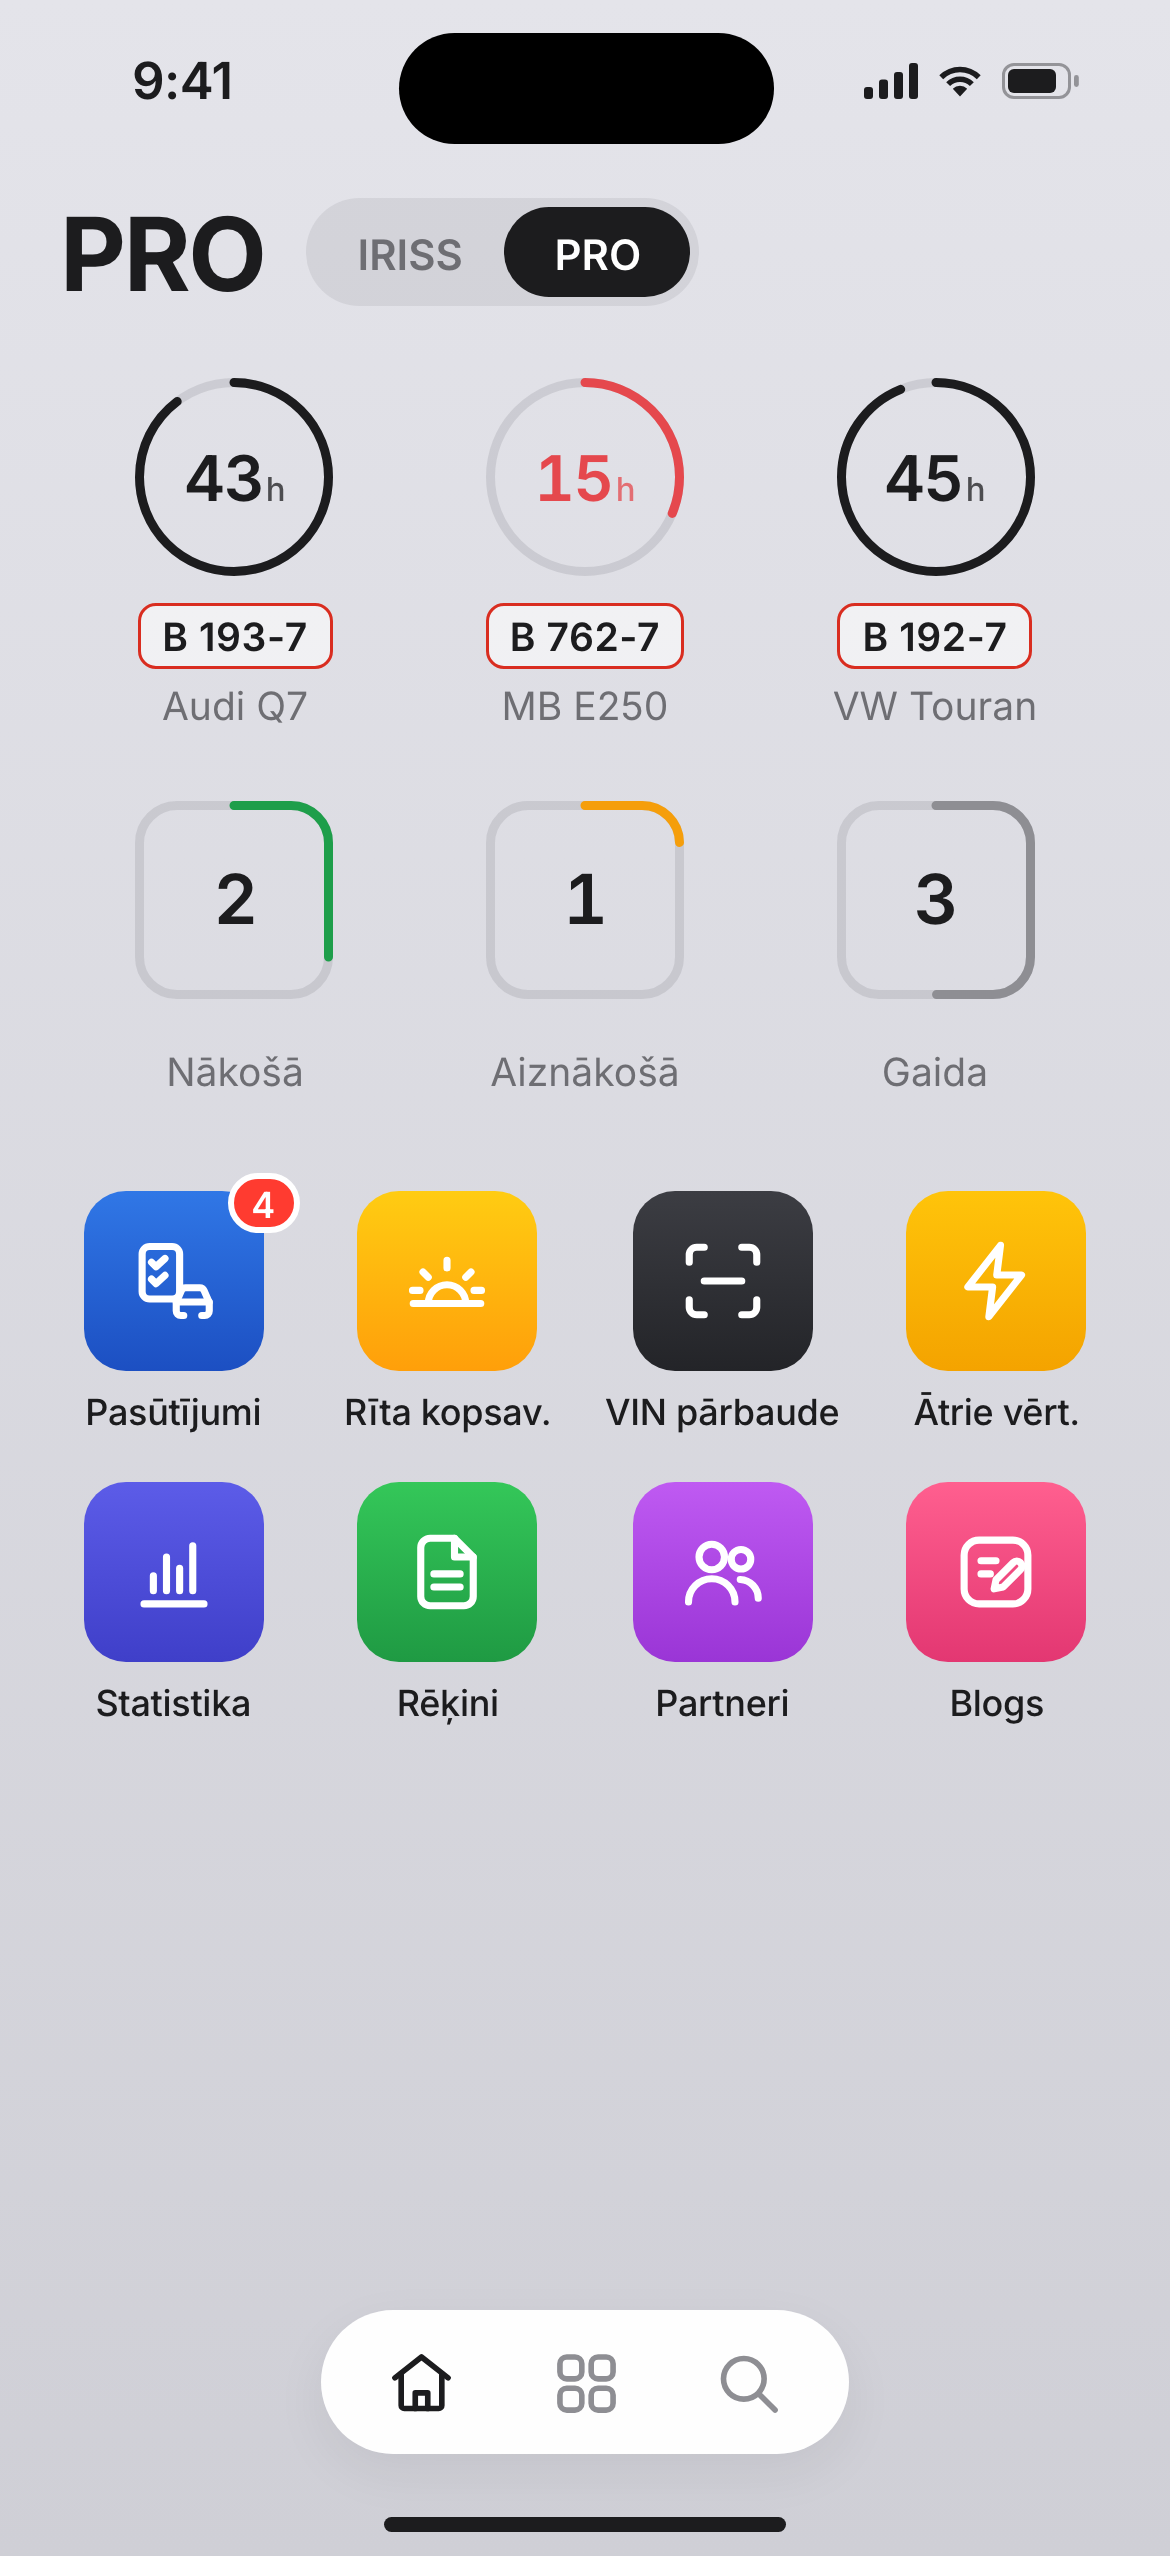 9:41
PRO IRISS PRO
43h 15h 45h
B 193-7 B 762-7 B 192-7
Audi Q7 MB E250 VW Touran
2 1 3
Nākošā Aiznākošā Gaida
4
Pasūtījumi Rīta kopsav. VIN pārbaude Ātrie vērt.
Statistika Rēķini Partneri Blogs